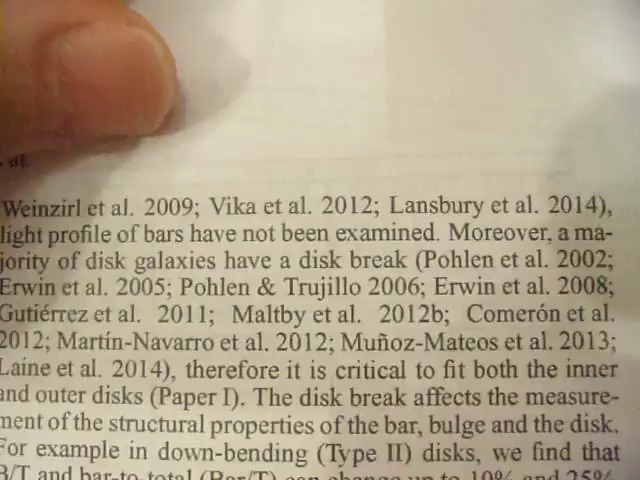 al.
Weinzirl et al. 2009; Vika et al. 2012; Lansbury et al. 2014),
light profile of bars have not been examined. Moreover, a ma-
jority of disk galaxies have a disk break (Pohlen et al. 2002;
Erwin et al. 2005; Pohlen & Trujillo 2006; Erwin et al. 2008;
Gutiérrez et al. 2011; Maltby et al. 2012b; Comerón et al.
2012; Martín-Navarro et al. 2012; Muñoz-Mateos et al. 2013;
Laine et al. 2014), therefore it is critical to fit both the inner
and outer disks (Paper I). The disk break affects the measure-
ment of the structural properties of the bar, bulge and the disk.
For example in down-bending (Type II) disks, we find that
B/T and bar-to-total (Bar/T) can change up to 10% and 25%